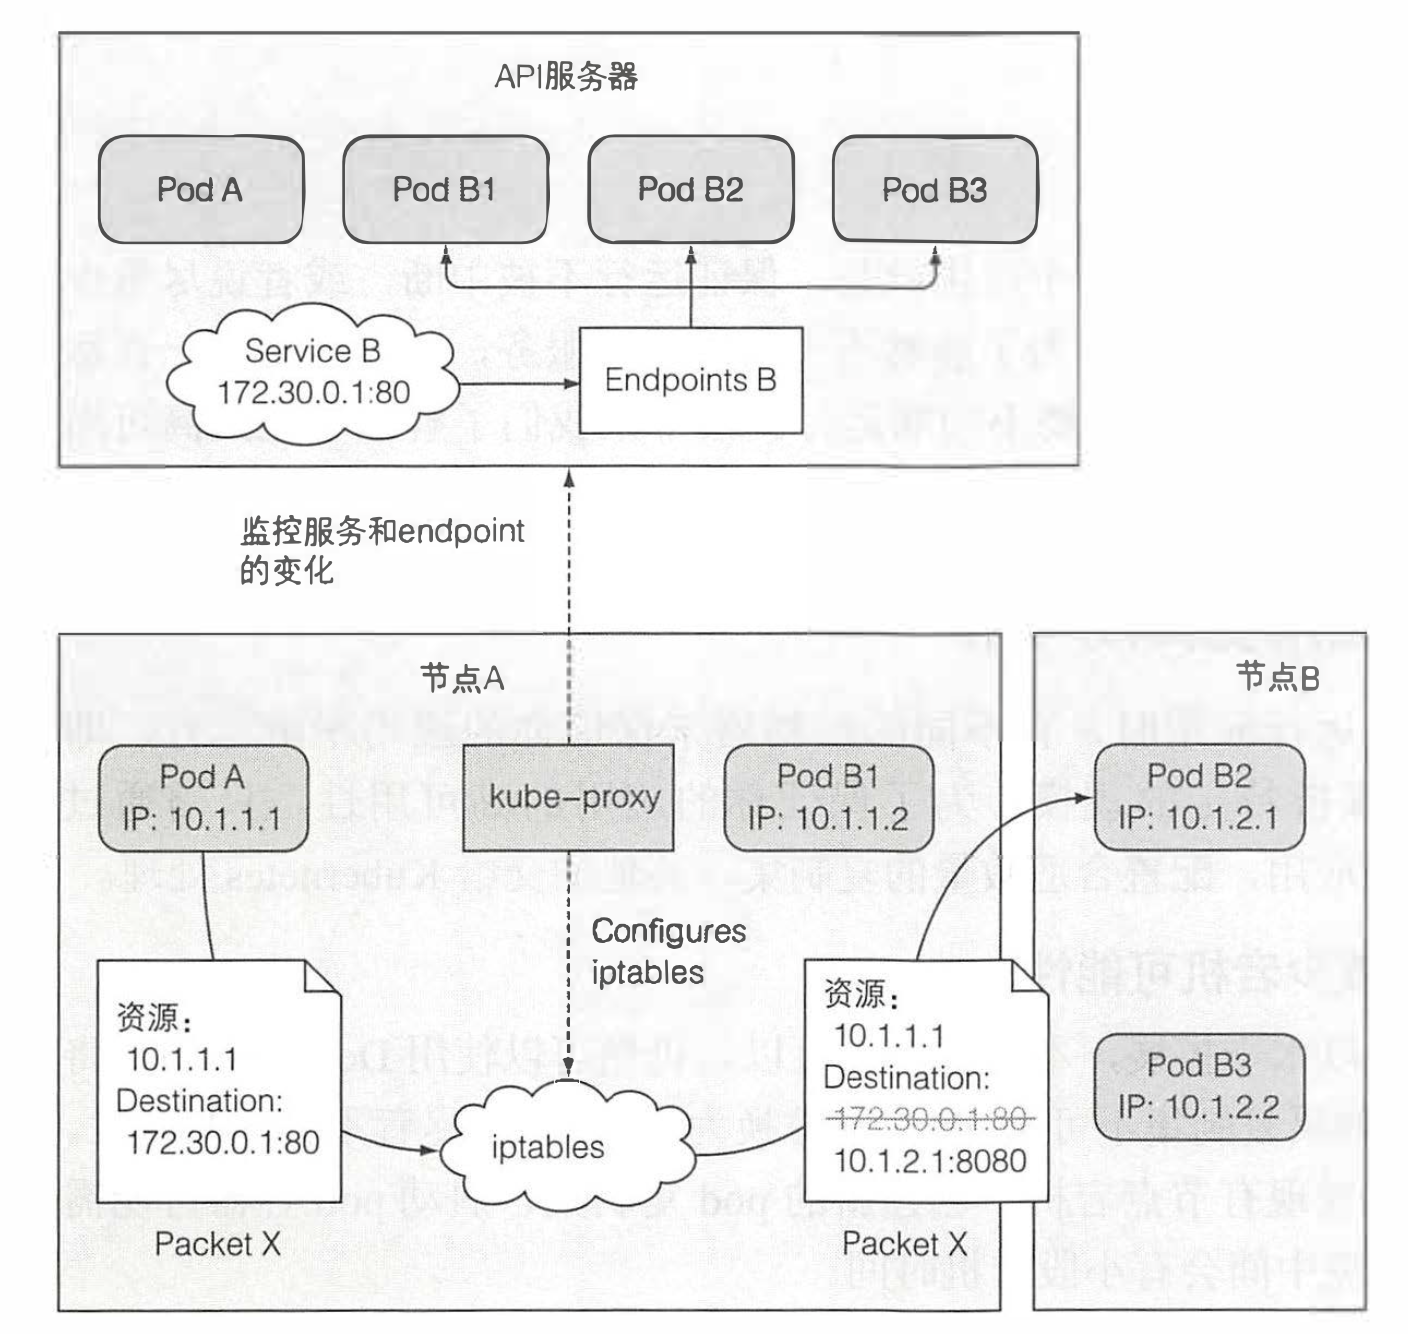 API服务器
Pod A
Pod B1
Pod B2
Pod B3
Service B
172.30.0.1:80
Endpoints B
监控服务和endpoint
的变化
节点A
Pod A
IP: 10.1.1.1
kube-proxy
Pod B1
IP: 10.1.1.2
Configures
iptables
资源:
10.1.1.1
Destination:
172.30.0.1:80
Packet X
iptables
资源:
10.1.1.1
Destination:
172.30.0.1:80
10.1.2.1:8080
Packet X
节点B
Pod B2
IP: 10.1.2.1
Pod B3
IP: 10.1.2.2